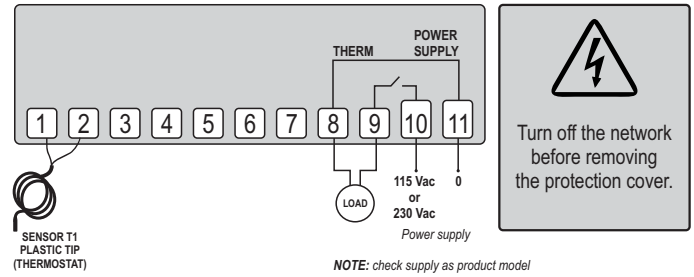 THERM
POWER
SUPPLY
1 2 3 4 5 6 7 8 9 10 11
LOAD
115 Vac
or
230 Vac
0
Power supply
SENSOR T1
PLASTIC TIP
(THERMOSTAT)
NOTE: check supply as product model
Turn off the network
before removing
the protection cover.